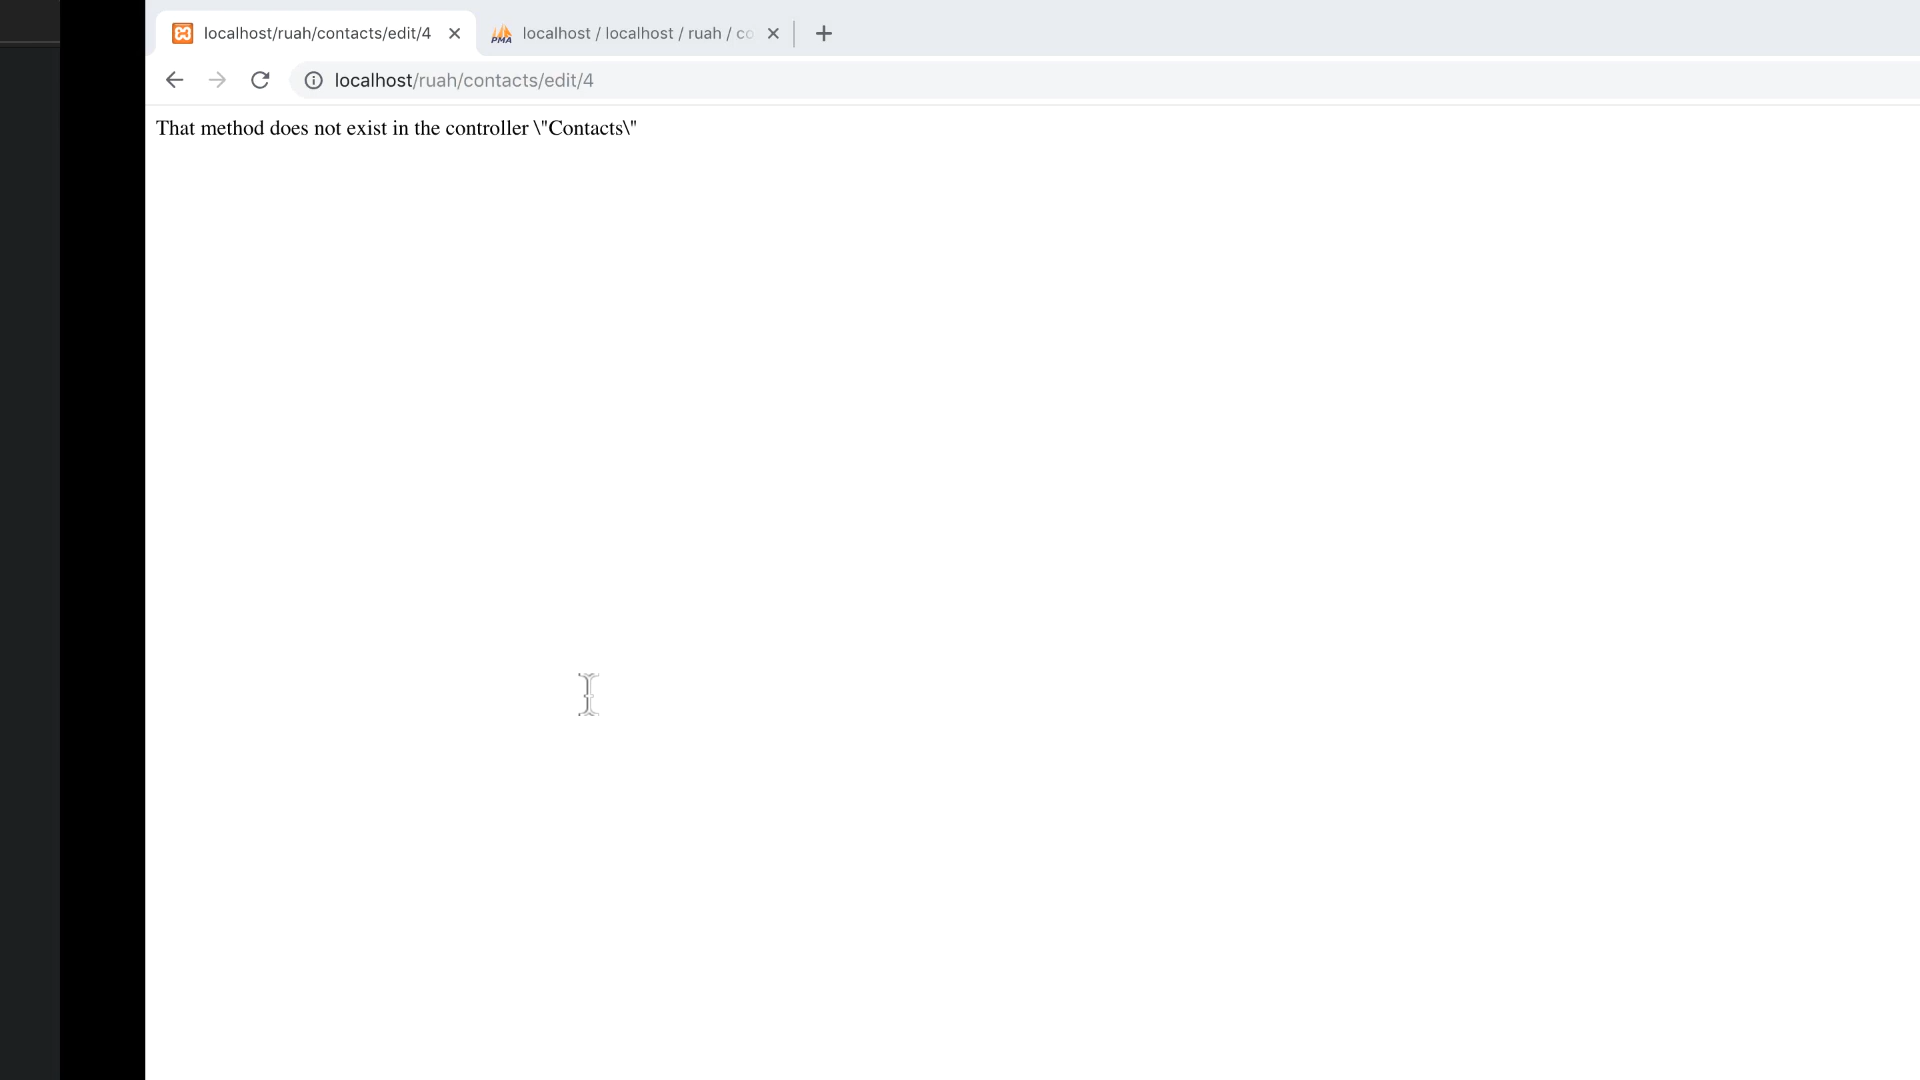 localhost/ruah/contacts/edit/4
PMA localhost / localhost / ruah / co
localhost/ruah/contacts/edit/4
That method does not exist in the controller \"Contacts\"